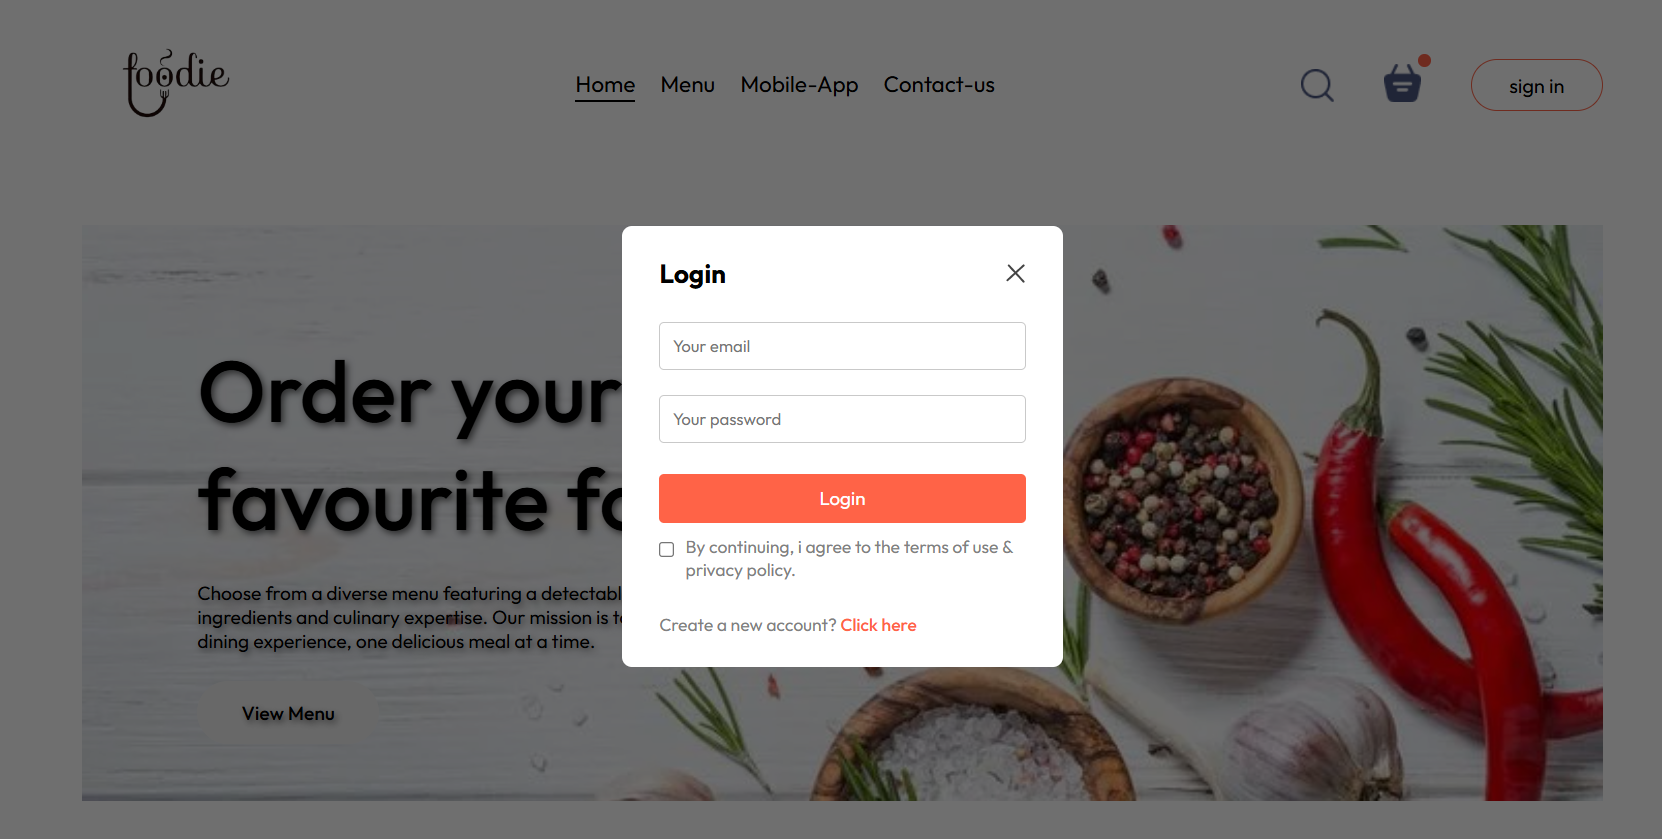 foodie
Home Menu Mobile-App Contact-us
sign in
Login
Your email
Your password
Login
By continuing, i agree to the terms of use &
privacy policy.
Create a new account? Click here
Order your
favourite
Choose from a diverse menu featuring a
ingredients and culinary expertise. Our mission is
dining experience, one delicious meal at a time.
View Menu